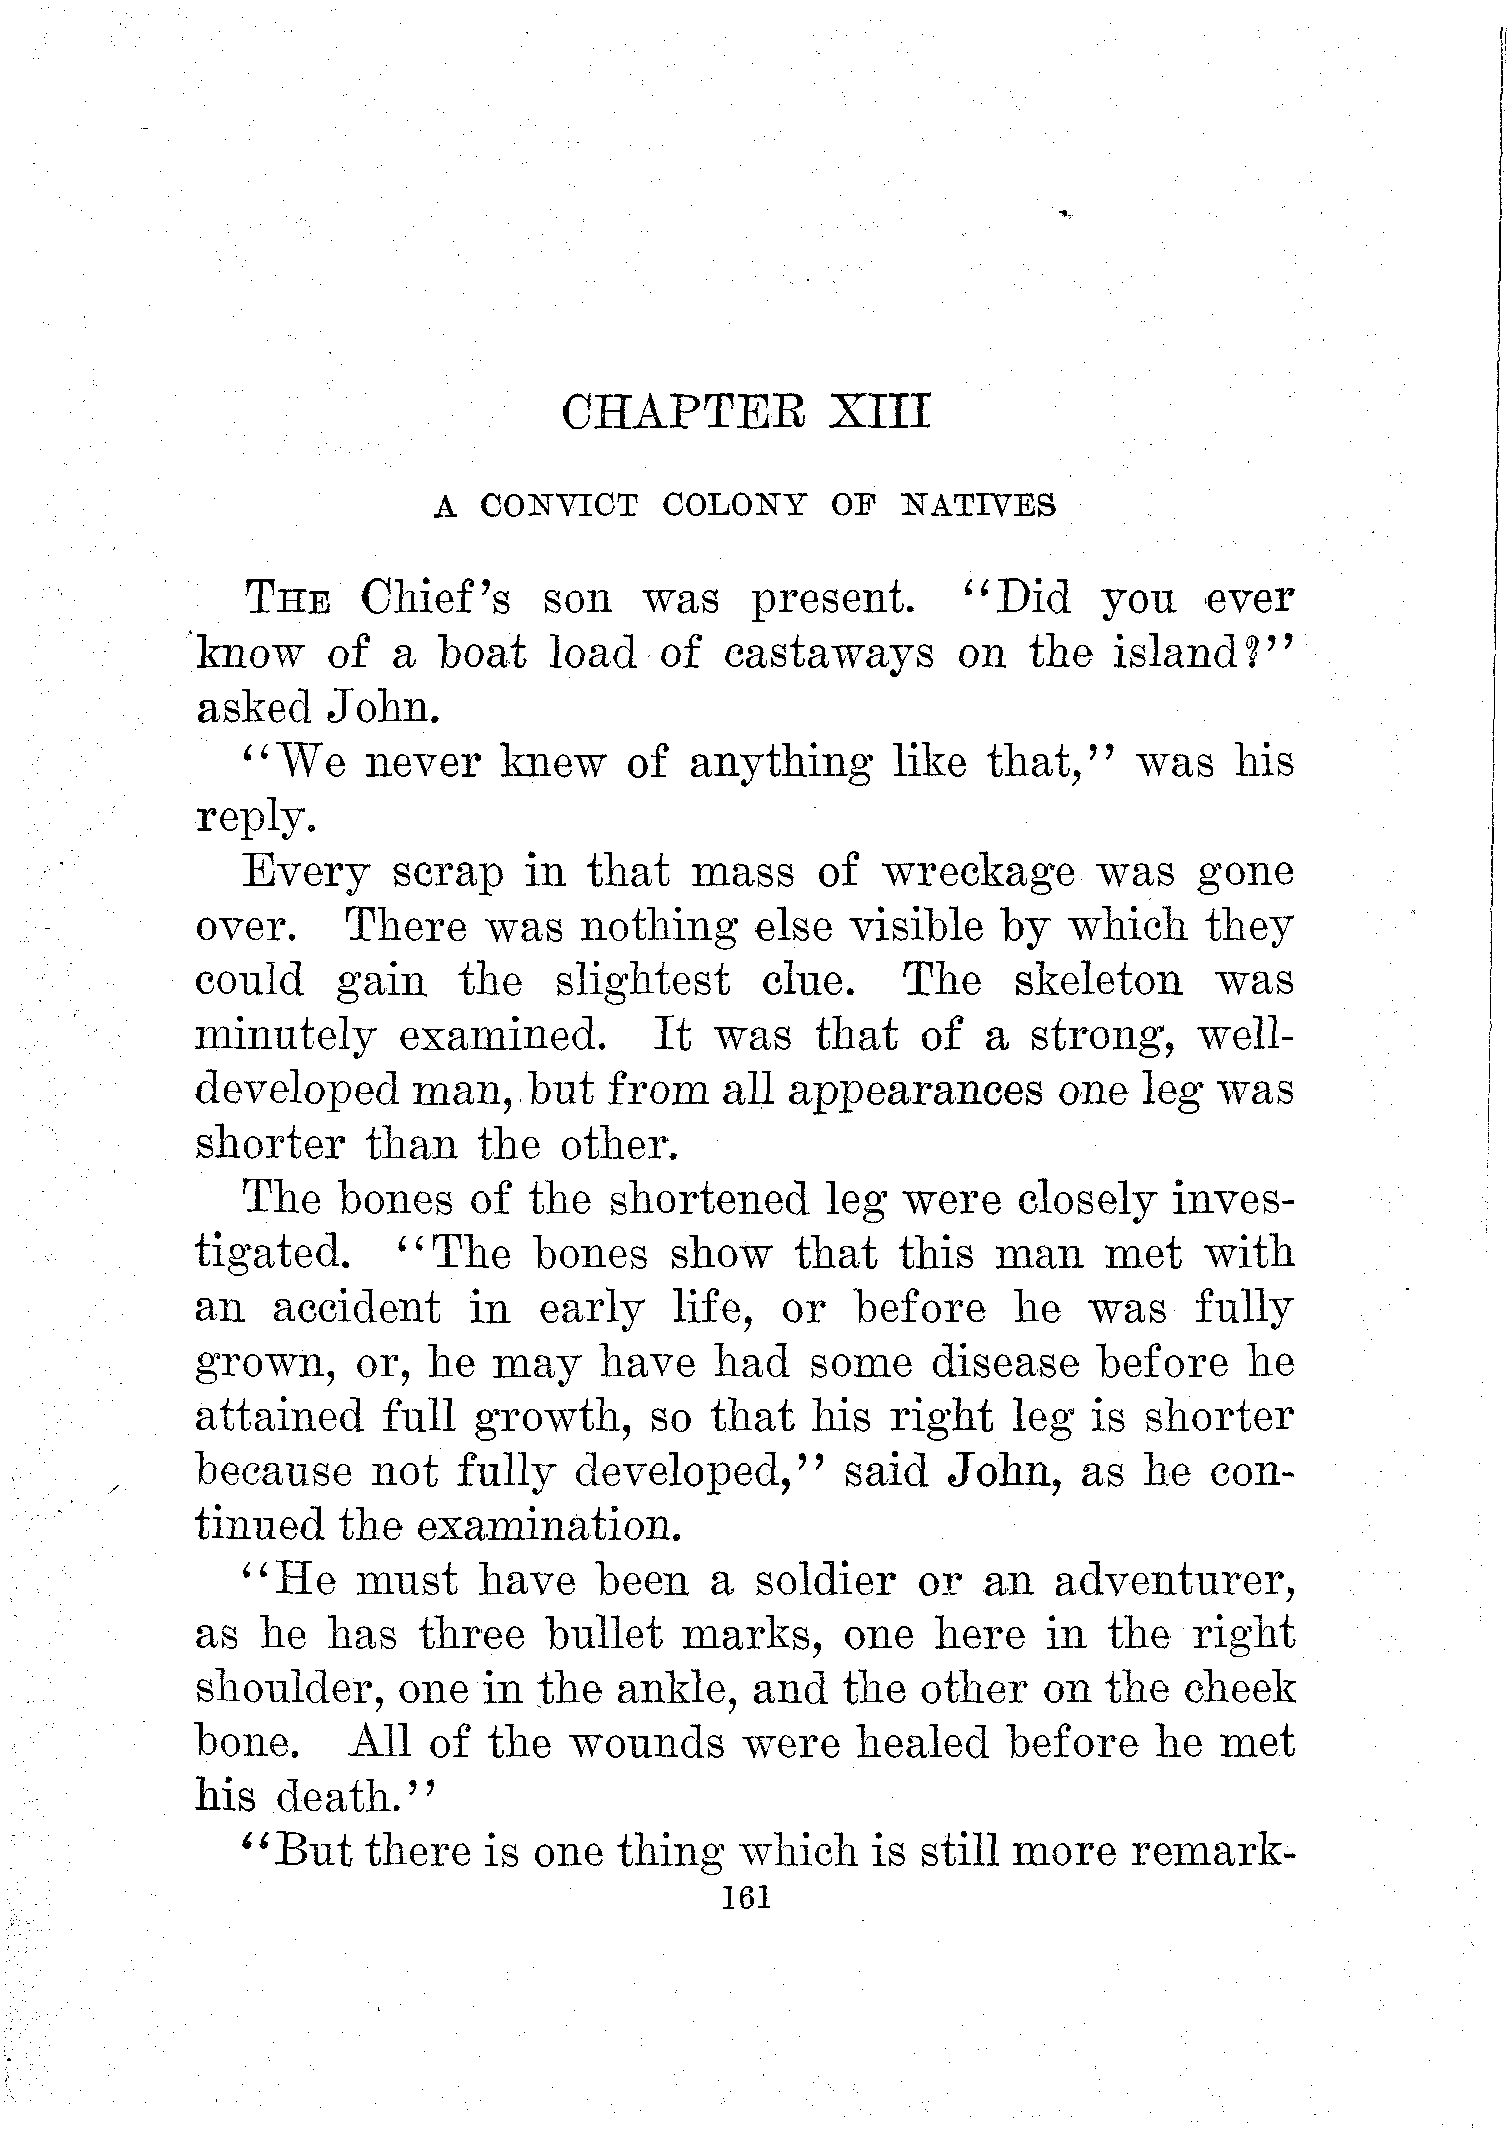 CHAPTER XIII
A CONVICT COLONY OF NATIVES
THE Chief's son was present. "Did you ever
know of a boat load of castaways on the island?"
asked John.
"We never knew of anything like that," was his
reply.
Every scrap in that mass of wreckage was gone
over. There was nothing else visible by which they
could gain the slightest clue. The skeleton was
minutely examined. It was that of a strong, well-
developed man, but from all appearances one leg was
shorter than the other.
The bones of the shortened leg were closely inves-
tigated. "The bones show that this man met with
an accident in early life, or before he was fully
grown, or, he may have had some disease before he
attained full growth, so that his right leg is shorter
because not fully developed," said John, as he con-
tinued the examination.
"He must have been a soldier or an adventurer,
as he has three bullet marks, one here in the right
shoulder, one in the ankle, and the other on the cheek
bone. All of the wounds were healed before he met
his death."
"But there is one thing which is still more remark-
161